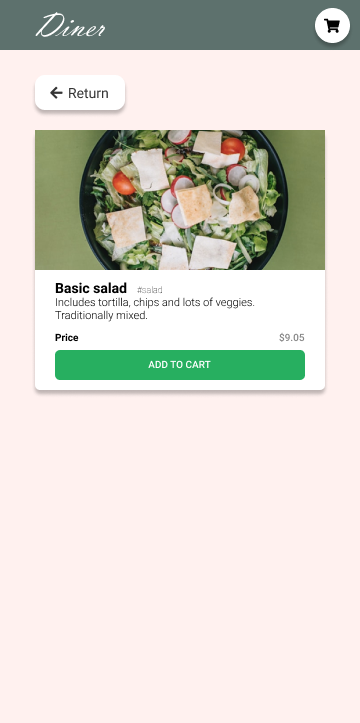 Diner
Return
Basic salad #salad
Includes tortilla, chips and lots of veggies.
Traditionally mixed.
Price $9.05
ADD TO CART